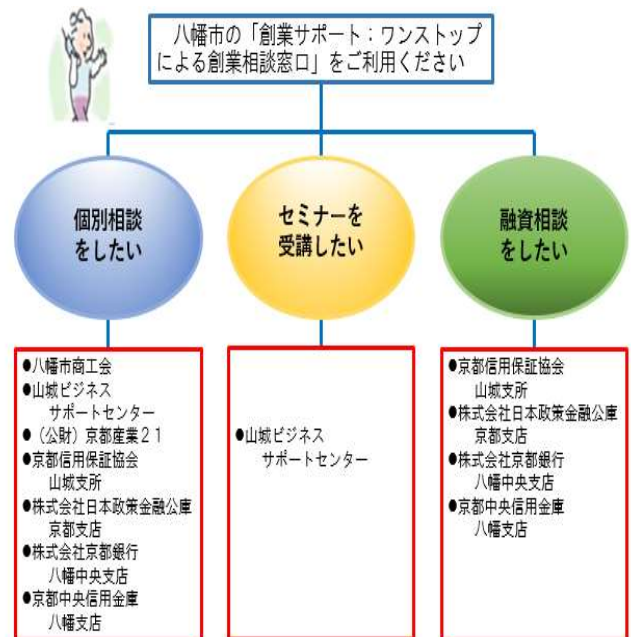 八幡市の「創業サポート：ワンストップ
による創業相談窓口」をご利用ください
個別相談
をしたい
セミナーを
受講したい
融資相談
をしたい
●八幡市商工会
●山城ビジネス
サポートセンター
●（公財）京都産業２１
●京都信用保証協会
山城支所
●株式会社日本政策金融公庫
京都支店
●株式会社京都銀行
八幡中央支店
●京都中央信用金庫
八幡支店
●山城ビジネス
サポートセンター
●京都信用保証協会
山城支所
●株式会社日本政策金融公庫
京都支店
●株式会社京都銀行
八幡中央支店
●京都中央信用金庫
八幡支店